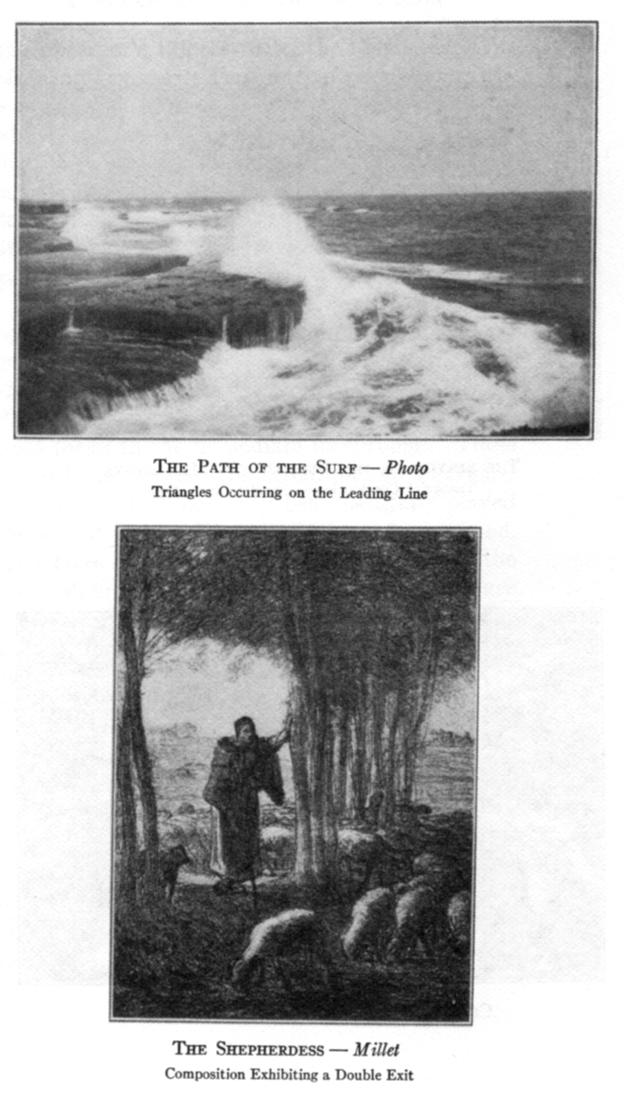 The Path of the Surf — Photo
Triangles Occurring on the Leading Line
The Shepherdess — Millet
Composition Exhibiting a Double Exit